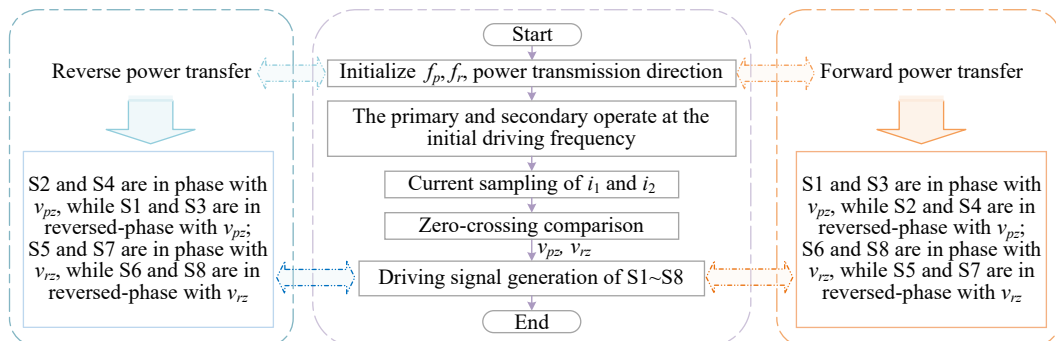 Start
Reverse power transfer
Initialize fp, fr, power transmission direction
Forward power transfer
The primary and secondary operate at the
initial driving frequency
S2 and S4 are in phase with
vpz, while S1 and S3 are in
reversed-phase with vpz;
S5 and S7 are in phase with
vrz, while S6 and S8 are in
reversed-phase with vrz
Current sampling of i1 and i2
Zero-crossing comparison
vpz, vrz
Driving signal generation of S1~S8
End
S1 and S3 are in phase with
vpz, while S2 and S4 are in
reversed-phase with vpz;
S6 and S8 are in phase with
vrz, while S5 and S7 are in
reversed-phase with vrz